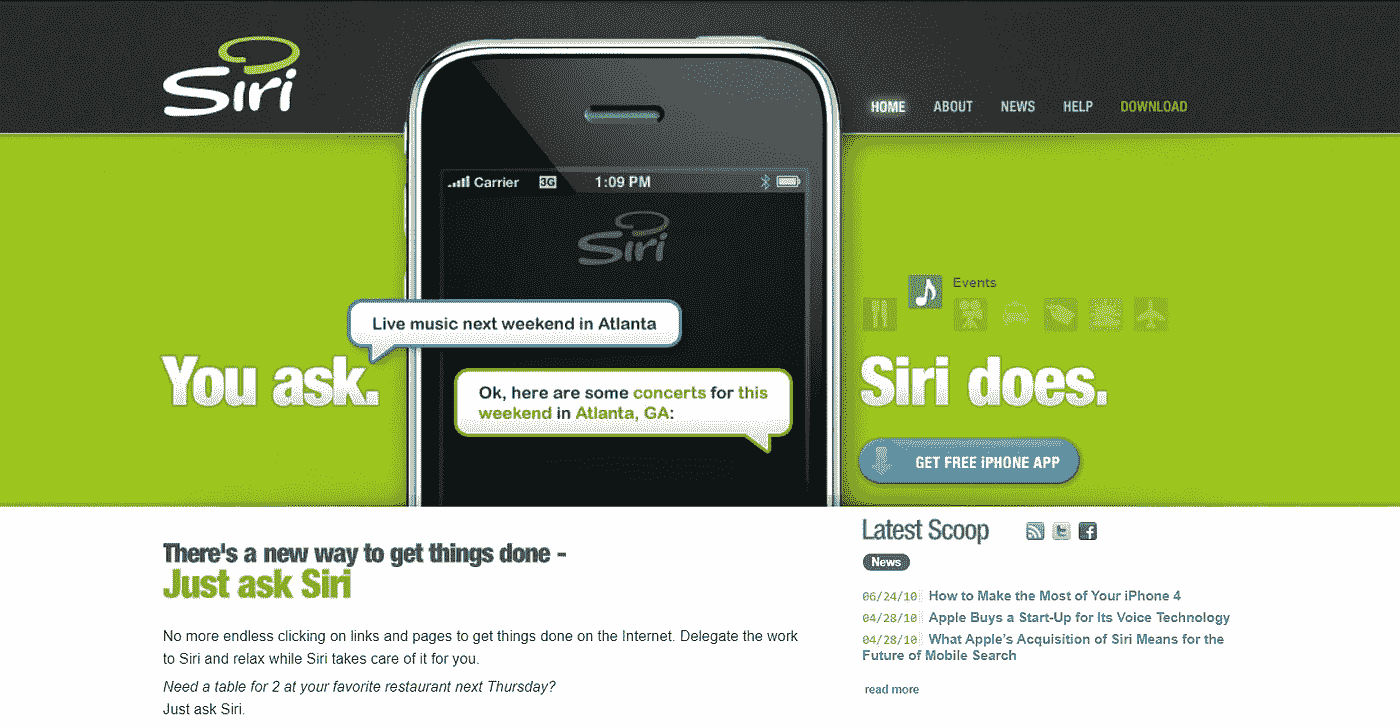 Siri
HOME ABOUT NEWS HELP DOWNLOAD
Carrier 3G 1:09 PM
Siri
Events
Live music next weekend in Atlanta
You ask.
Ok, here are some concerts for this
weekend in Atlanta, GA:
Siri does.
GET FREE iPHONE APP
There's a new way to get things done -
Just ask Siri
No more endless clicking on links and pages to get things done on the Internet. Delegate the work
to Siri and relax while Siri takes care of it for you.
Need a table for 2 at your favorite restaurant next Thursday?
Just ask Siri.
Latest Scoop
News
06/24/10 How to Make the Most of Your iPhone 4
04/28/10 Apple Buys a Start-Up for Its Voice Technology
04/28/10 What Apple's Acquisition of Siri Means for the
Future of Mobile Search
read more